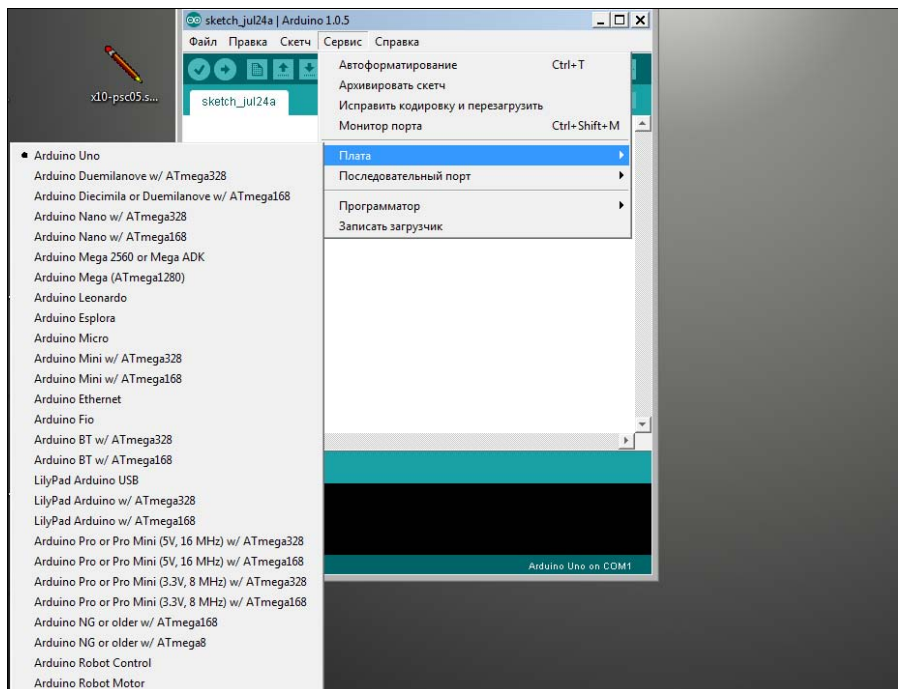 sketch_jul24a | Arduino 1.0.5
Файл Правка Скетч Сервис Справка
x10-psc05.s...
sketch_jul24a
Автоформатирование Ctrl+T
Архивировать скетч
Исправить кодировку и перезагрузить
Монитор порта Ctrl+Shift+M
Плата
Последовательный порт
Программатор
Записать загрузчик
Arduino Uno
Arduino Duemilanove w/ ATmega328
Arduino Diecimila or Duemilanove w/ ATmega168
Arduino Nano w/ ATmega328
Arduino Nano w/ ATmega168
Arduino Mega 2560 or Mega ADK
Arduino Mega (ATmega1280)
Arduino Leonardo
Arduino Esplora
Arduino Micro
Arduino Mini w/ ATmega328
Arduino Mini w/ ATmega168
Arduino Ethernet
Arduino Fio
Arduino BT w/ ATmega328
Arduino BT w/ ATmega168
LilyPad Arduino USB
LilyPad Arduino w/ ATmega328
LilyPad Arduino w/ ATmega168
Arduino Pro or Pro Mini (5V, 16 MHz) w/ ATmega328
Arduino Pro or Pro Mini (5V, 16 MHz) w/ ATmega168
Arduino Pro or Pro Mini (3.3V, 8 MHz) w/ ATmega328
Arduino Pro or Pro Mini (3.3V, 8 MHz) w/ ATmega168
Arduino NG or older w/ ATmega168
Arduino NG or older w/ ATmega8
Arduino Robot Control
Arduino Robot Motor
Arduino Uno on COM1